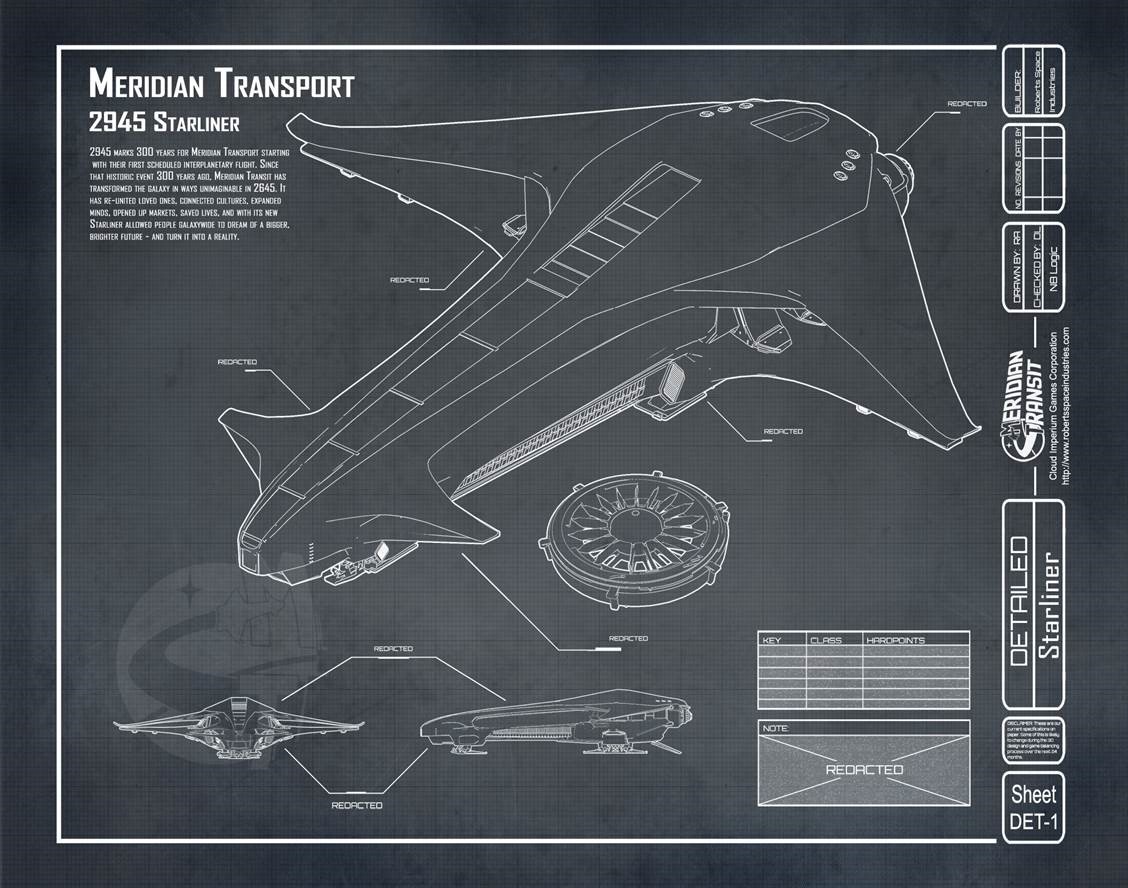 MERIDIAN TRANSPORT
2945 STARLINER
2945 MARKS 300 YEARS FOR MERIDIAN TRANSPORT STARTING
WITH THEIR FIRST SCHEDULED INTERPLANETARY FLIGHT. SINCE
THAT HISTORIC EVENT 300 YEARS AGO, MERIDIAN TRANSIT HAS
TRANSFORMED THE GALAXY IN WAYS UNIMAGINABLE IN 2645. IT
HAS RE-UNITED LOVED ONES, CONNECTED CULTURES, EXPANDED
MINDS, OPENED UP MARKETS, SAVED LIVES, AND WITH ITS NEW
STARLINER ALLOWED PEOPLE GALAXYWIDE TO DREAM OF A BIGGER,
BRIGHTER FUTURE - AND TURN IT INTO A REALITY.
REDACTED
REDACTED
REDACTED
REDACTED
REDACTED
REDACTED
REDACTED
KEY CLASS HARDPOINTS
NOTE:
REDACTED
BUILDER:
Roberts Space
Industries
NO. REVISIONS DATE BY
DRAWN BY: RA
CHECKED BY: DL
NB Logic
MERIDIAN
TRANSIT
Cloud Imperium Games Corporation
http://www.robertsspaceindustries.com
DETAILED
Starliner
DISCLAIMER: These are our
current specifications on
paper. Some of this is likely
to change during the 3D
design and game balancing
process over the next 24
months.
Sheet
DET-1